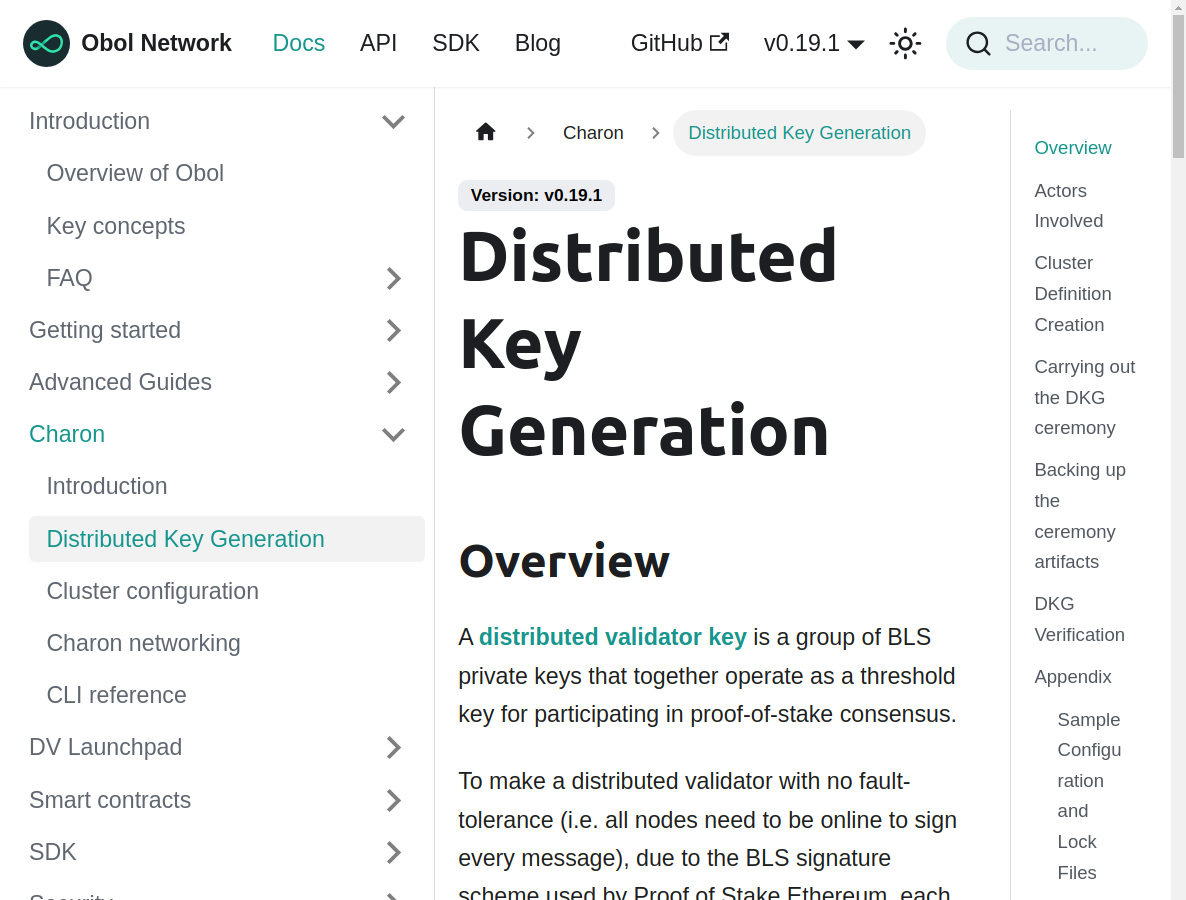 Obol Network
Docs
API
SDK
Blog
GitHub
v0.19.1
Search...
Introduction
Overview of Obol
Key concepts
FAQ
Getting started
Advanced Guides
Charon
Introduction
Distributed Key Generation
Cluster configuration
Charon networking
CLI reference
DV Launchpad
Smart contracts
SDK
Security
Charon
Distributed Key Generation
Version: v0.19.1
Distributed
Key
Generation
Overview
A distributed validator key is a group of BLS
private keys that together operate as a threshold
key for participating in proof-of-stake consensus.
To make a distributed validator with no fault-
tolerance (i.e. all nodes need to be online to sign
every message), due to the BLS signature
scheme used by Proof of Stake Ethereum, each
Overview
Actors
Involved
Cluster
Definition
Creation
Carrying out
the DKG
ceremony
Backing up
the
ceremony
artifacts
DKG
Verification
Appendix
Sample
Configu
ration
and
Lock
Files